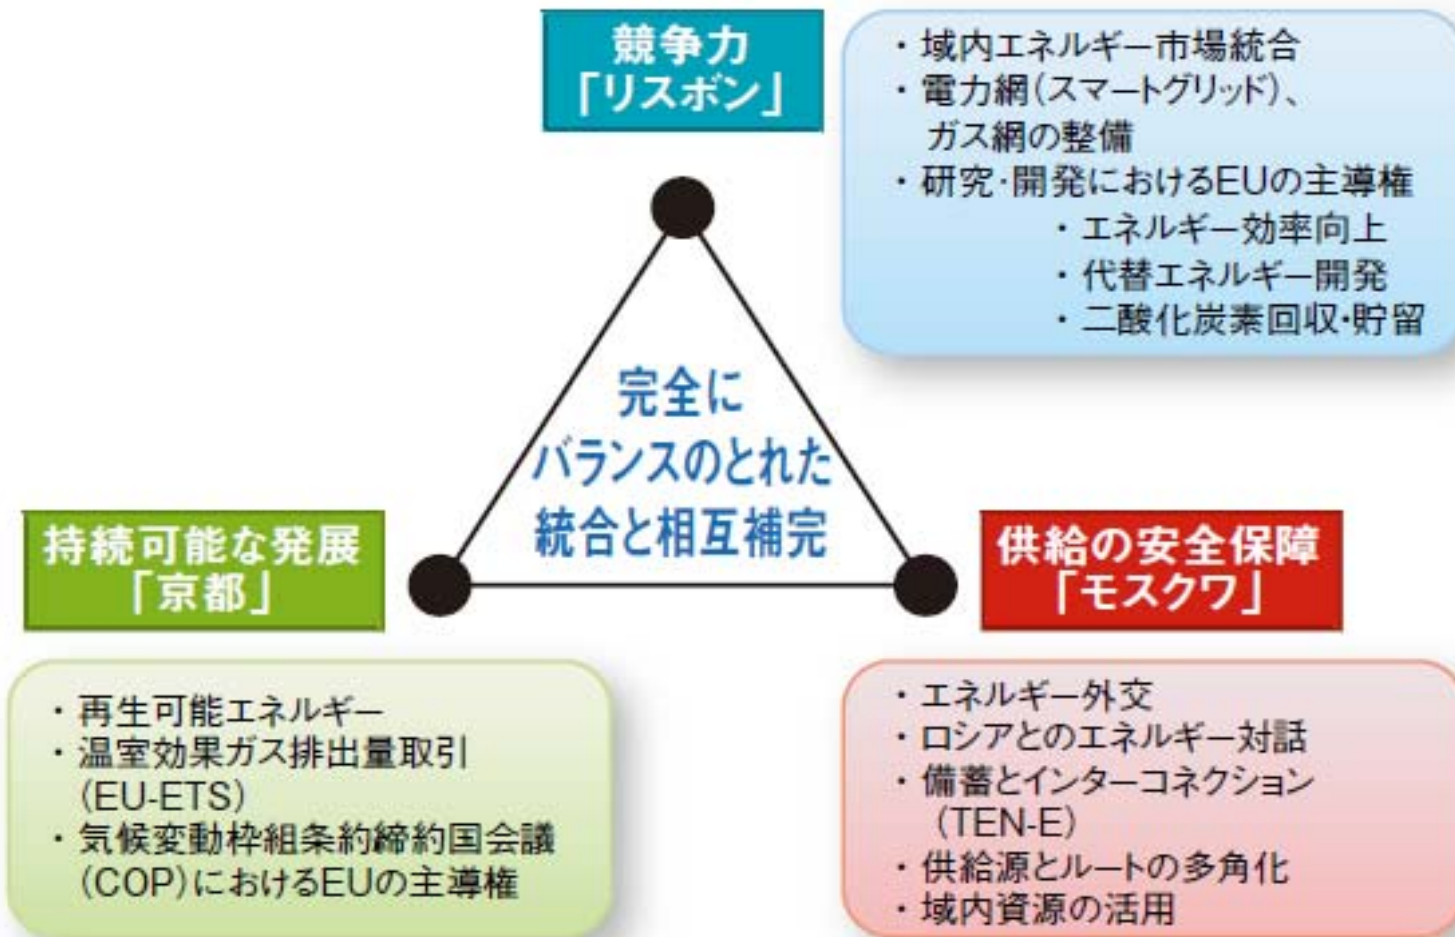 競争力
「リスボン」
・域内エネルギー市場統合
・電力網(スマートグリッド)、
ガス網の整備
・研究・開発におけるEUの主導権
・エネルギー効率向上
・代替エネルギー開発
・二酸化炭素回収・貯留
完全に
バランスのとれた
統合と相互補完
持続可能な発展
「京都」
・再生可能エネルギー
・温室効果ガス排出量取引
(EU-ETS)
・気候変動枠組条約締約国会議
(COP)におけるEUの主導権
供給の安全保障
「モスクワ」
・エネルギー外交
・ロシアとのエネルギー対話
・備蓄とインターコネクション
(TEN-E)
・供給源とルートの多角化
・域内資源の活用